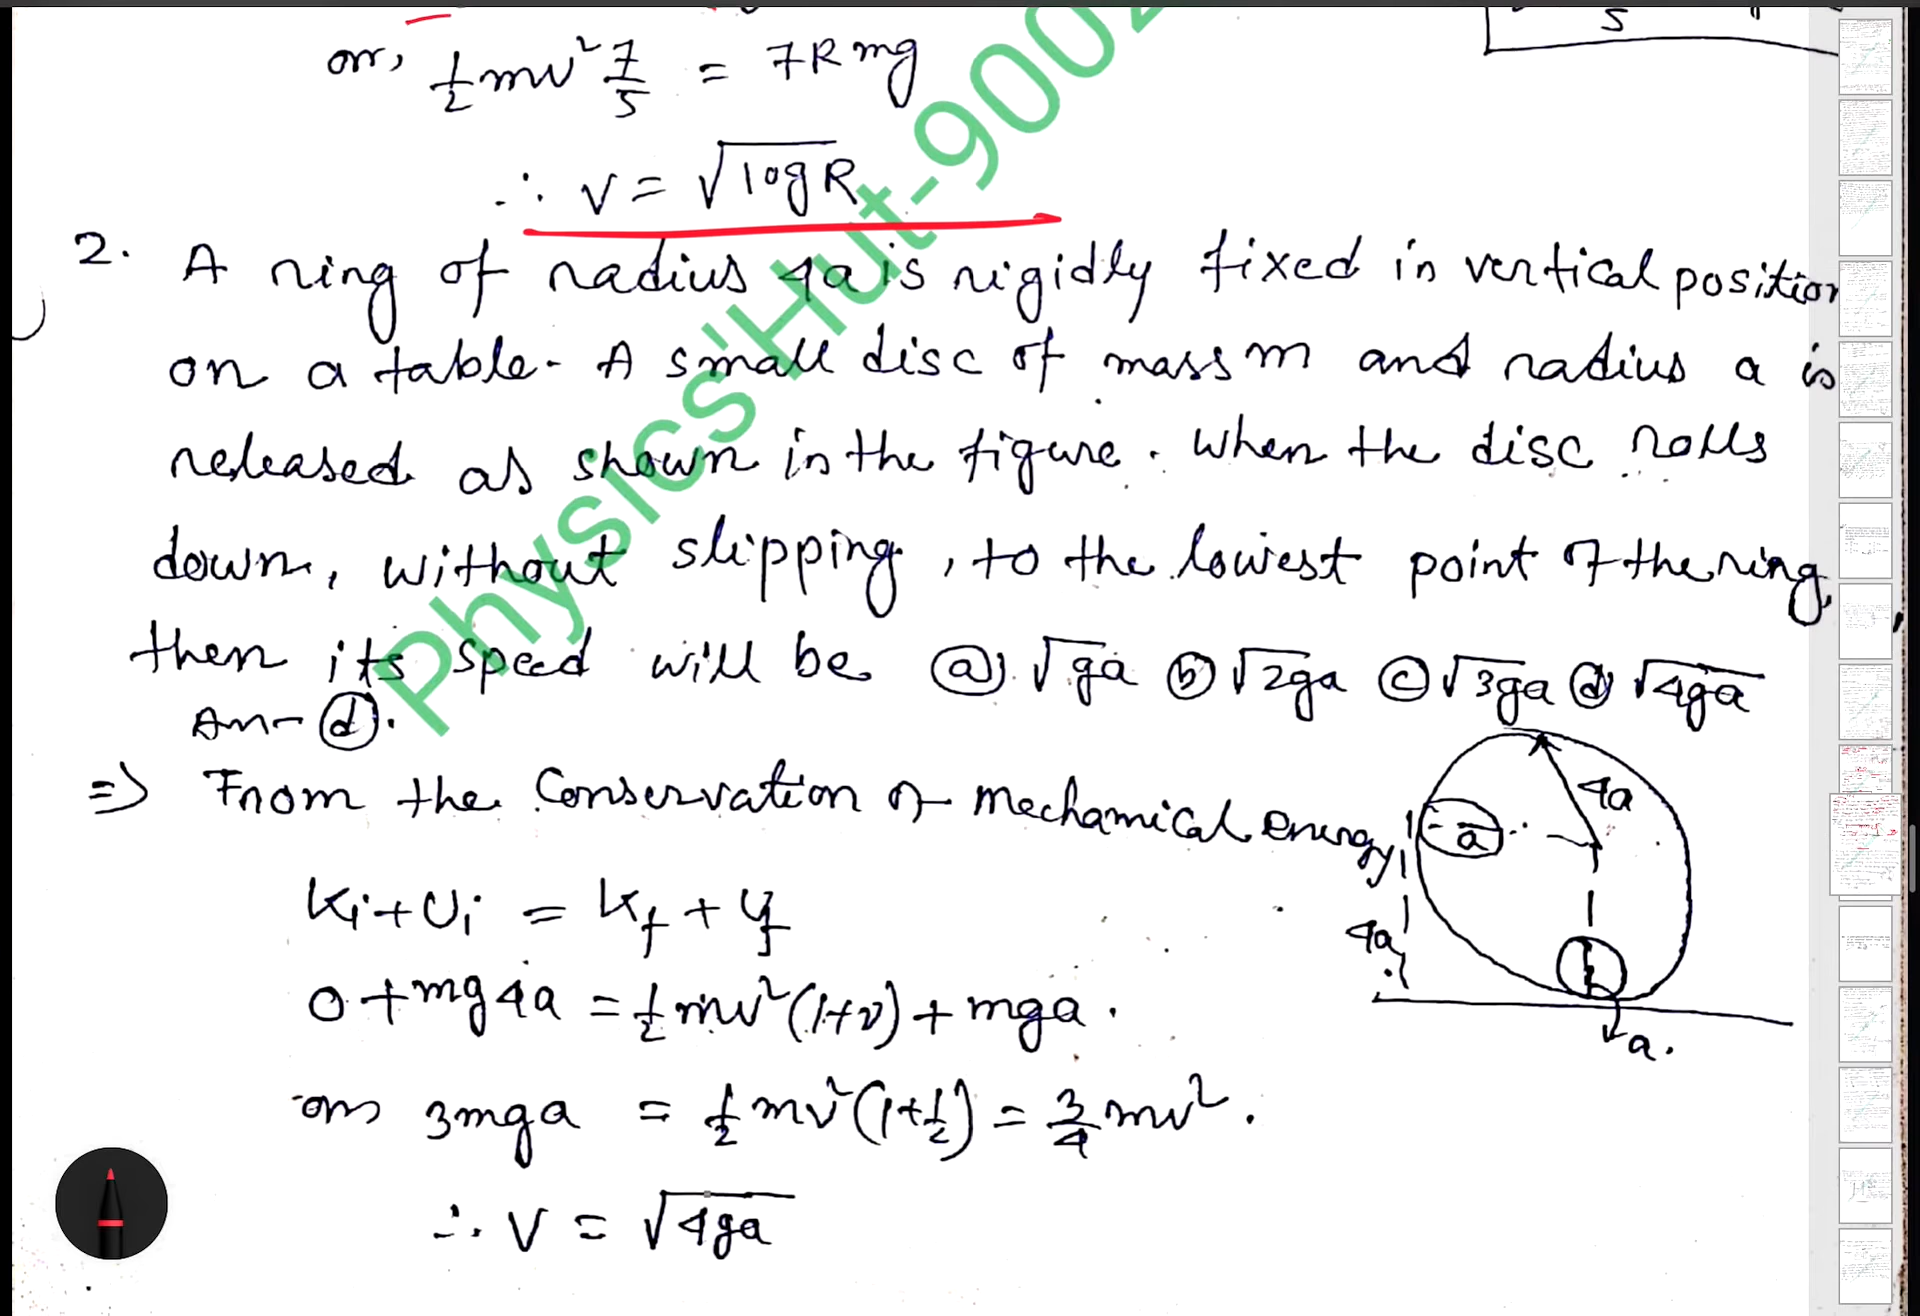 or, 1/2 mv² 7/5 = 7Rmg
5
∴ v = √10gR
2. A ring of radius 4a is rigidly fixed in vertical position
on a table. A small disc of mass m and radius a is
released as shown in the figure. When the disc rolls
down, without slipping, to the lowest point of the ring,
then its speed will be (a) √ga (b) √2ga (c) √3ga (d) √4ga
Ans- (d).
⇒ From the Conservation of Mechanical energy,
Ki + Ui = Kf + Uf
0 + mg4a = 1/2 mv²(1+ν) + mga.
or 3mga = 1/2 mv²(1+1/2) = 3/4 mv².
∴ V = √4ga
4a
a
4a
a.
Physics'Hut-900